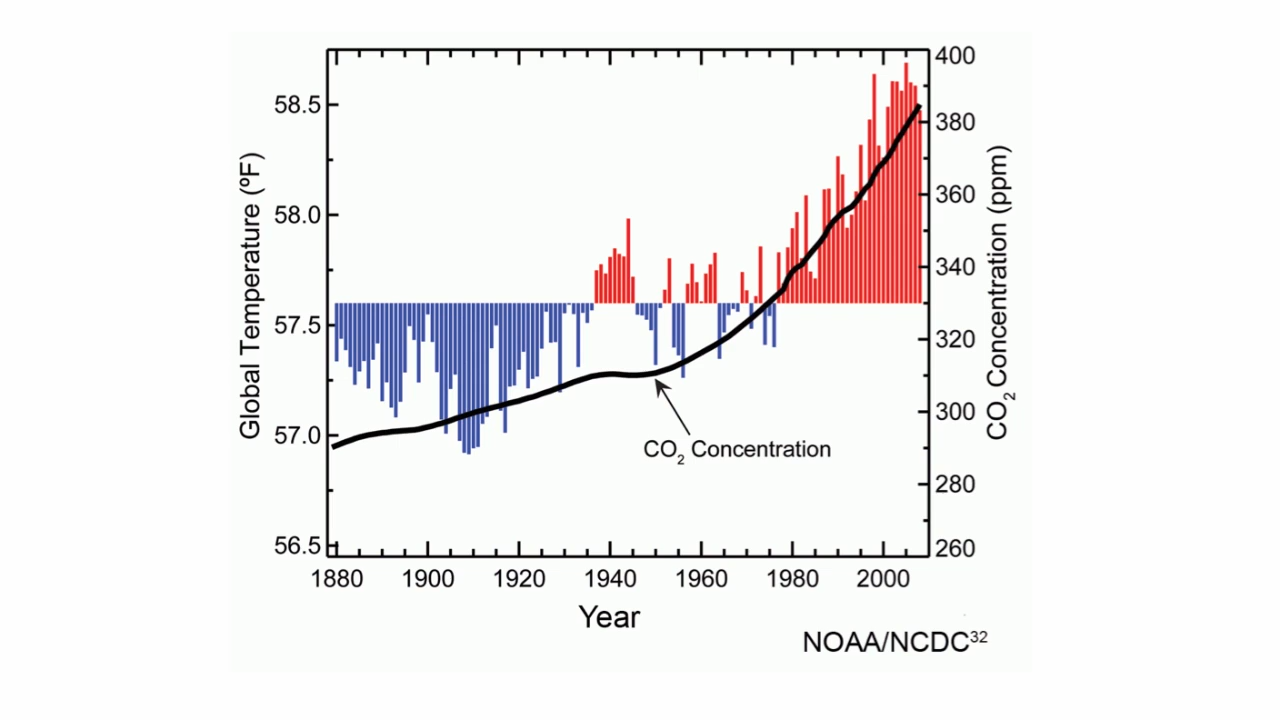 400
58.5
380
360
58.0
340
57.5
320
300
57.0
280
56.5
260
Global Temperature (ºF)
CO₂ Concentration (ppm)
CO₂ Concentration
1880 1900 1920 1940 1960 1980 2000
Year
NOAA/NCDC³²